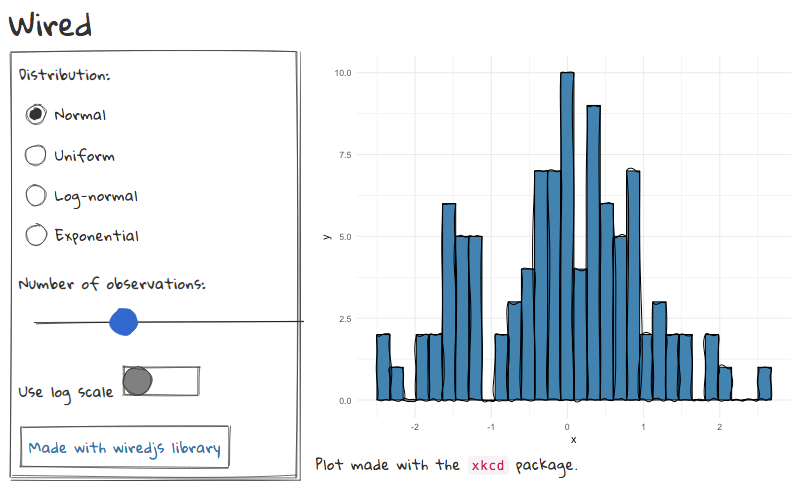 Wired
Distribution:
Normal
Uniform
Log-normal
Exponential
Number of observations:
Use log scale
Made with wiredjs library
10.0
7.5
5.0
2.5
0.0
y
-2 -1 0 1 2
x
Plot made with the xkcd package.